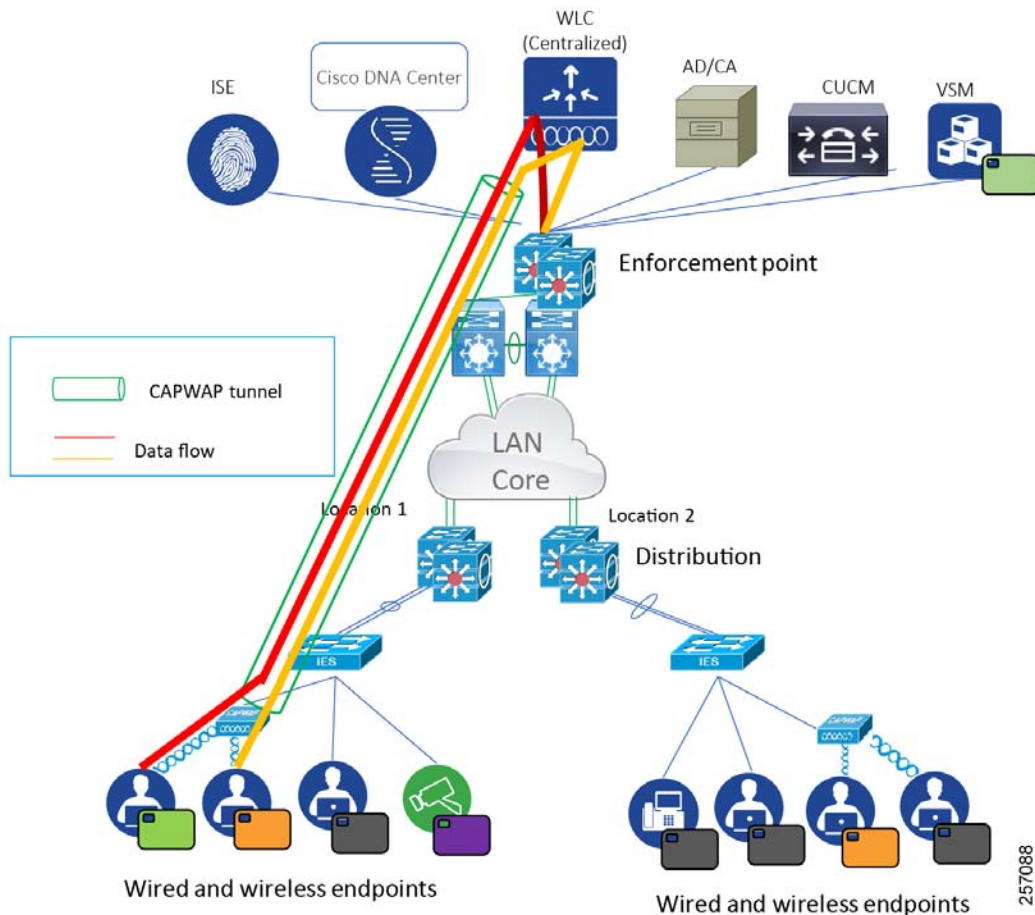 WLC
(Centralized)
ISE
Cisco DNA Center
AD/CA
CUCM
VSM
Enforcement point
CAPWAP tunnel
Data flow
LAN
Core
Location 1
Location 2
Distribution
IES
IES
CAPWAP
CAPWAP
Wired and wireless endpoints
Wired and wireless endpoints
257088